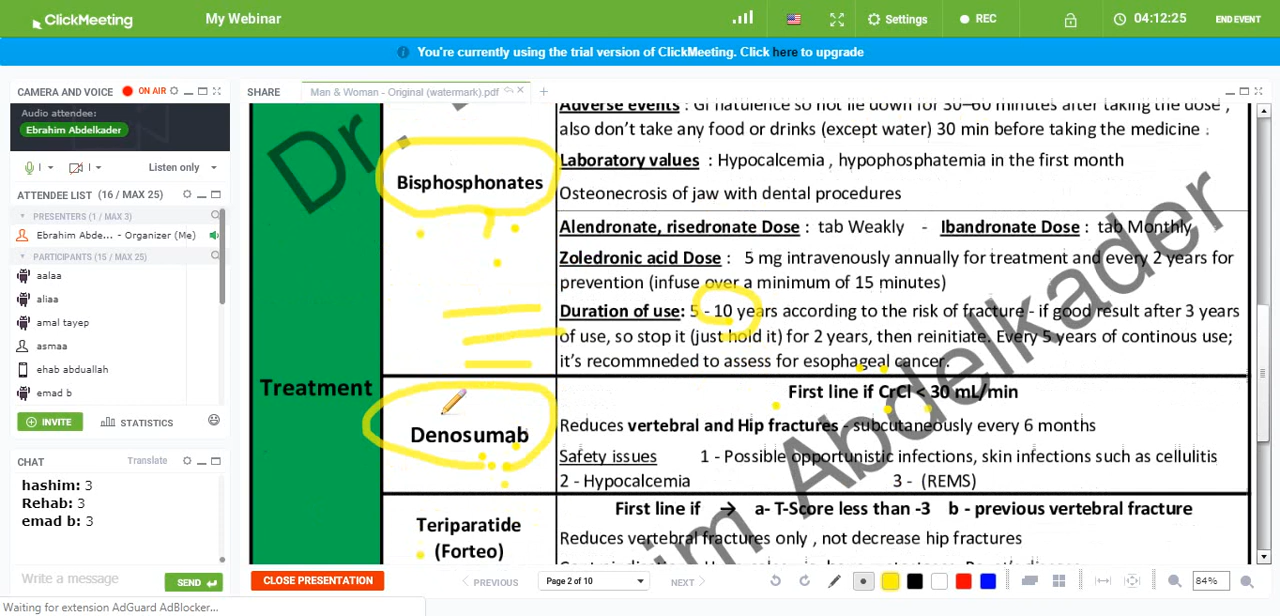 ClickMeeting
My Webinar
Settings
REC
04:12:25
END EVENT
You're currently using the trial version of ClickMeeting. Click here to upgrade
CAMERA AND VOICE
ON AIR
Audio attendee:
Ebrahim Abdelkader
Listen only
ATTENDEE LIST (16 / MAX 25)
PRESENTERS (1 / MAX 3)
Ebrahim Abde... - Organizer (Me)
PARTICIPANTS (15 / MAX 25)
aalaa
aliaa
amal tayep
asmaa
ehab abduallah
emad b
INVITE
STATISTICS
CHAT
Translate
hashim: 3
Rehab: 3
emad b: 3
Write a message
SEND
Waiting for extension AdGuard AdBlocker...
SHARE
Man & Woman - Original (watermark).pdf
Treatment
Bisphosphonates
Adverse events : GI flatulence so not lie down for 30–60 minutes after taking the dose ,
also don't take any food or drinks (except water) 30 min before taking the medicine .
Laboratory values : Hypocalcemia , hypophosphatemia in the first month
Osteonecrosis of jaw with dental procedures
Alendronate, risedronate Dose : tab Weekly - Ibandronate Dose : tab Monthly
Zoledronic acid Dose : 5 mg intravenously annually for treatment and every 2 years for
prevention (infuse over a minimum of 15 minutes)
Duration of use: 5 - 10 years according to the risk of fracture - if good result after 3 years
of use, so stop it (just hold it) for 2 years, then reinitiate. Every 5 years of continous use;
it's recommneded to assess for esophageal cancer.
Denosumab
First line if CrCl < 30 mL/min
Reduces vertebral and Hip fractures - subcutaneously every 6 months
Safety issues 1 - Possible opportunistic infections, skin infections such as cellulitis
2 - Hypocalcemia 3 - (REMS)
Teriparatide
(Forteo)
First line if → a- T-Score less than -3 b - previous vertebral fracture
Reduces vertebral fractures only , not decrease hip fractures
Dr.
Abdelkader
CLOSE PRESENTATION
PREVIOUS
Page 2 of 10
NEXT
84%